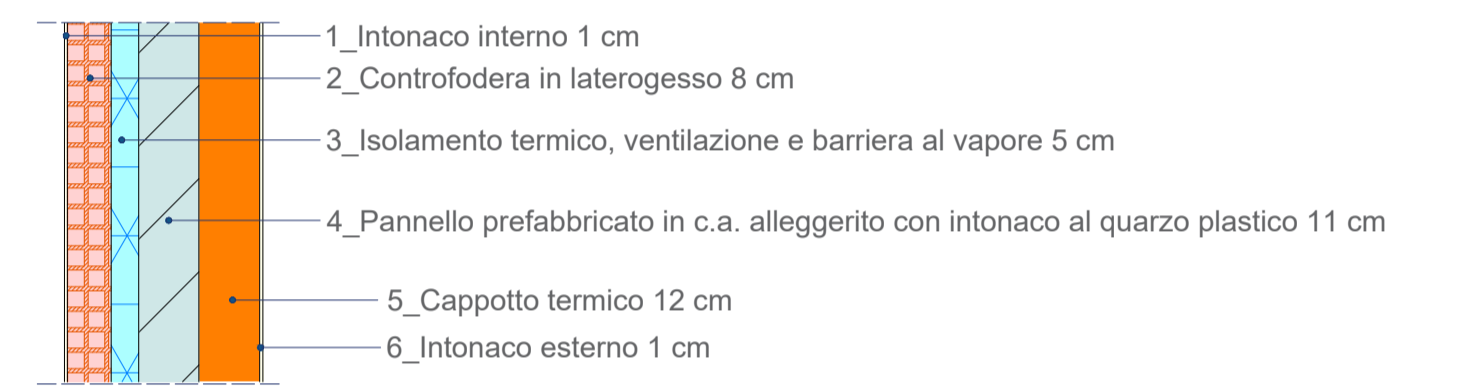 1_Intonaco interno 1 cm
2_Controfodera in laterogesso 8 cm
3_Isolamento termico, ventilazione e barriera al vapore 5 cm
4_Pannello prefabbricato in c.a. alleggerito con intonaco al quarzo plastico 11 cm
5_Cappotto termico 12 cm
6_Intonaco esterno 1 cm